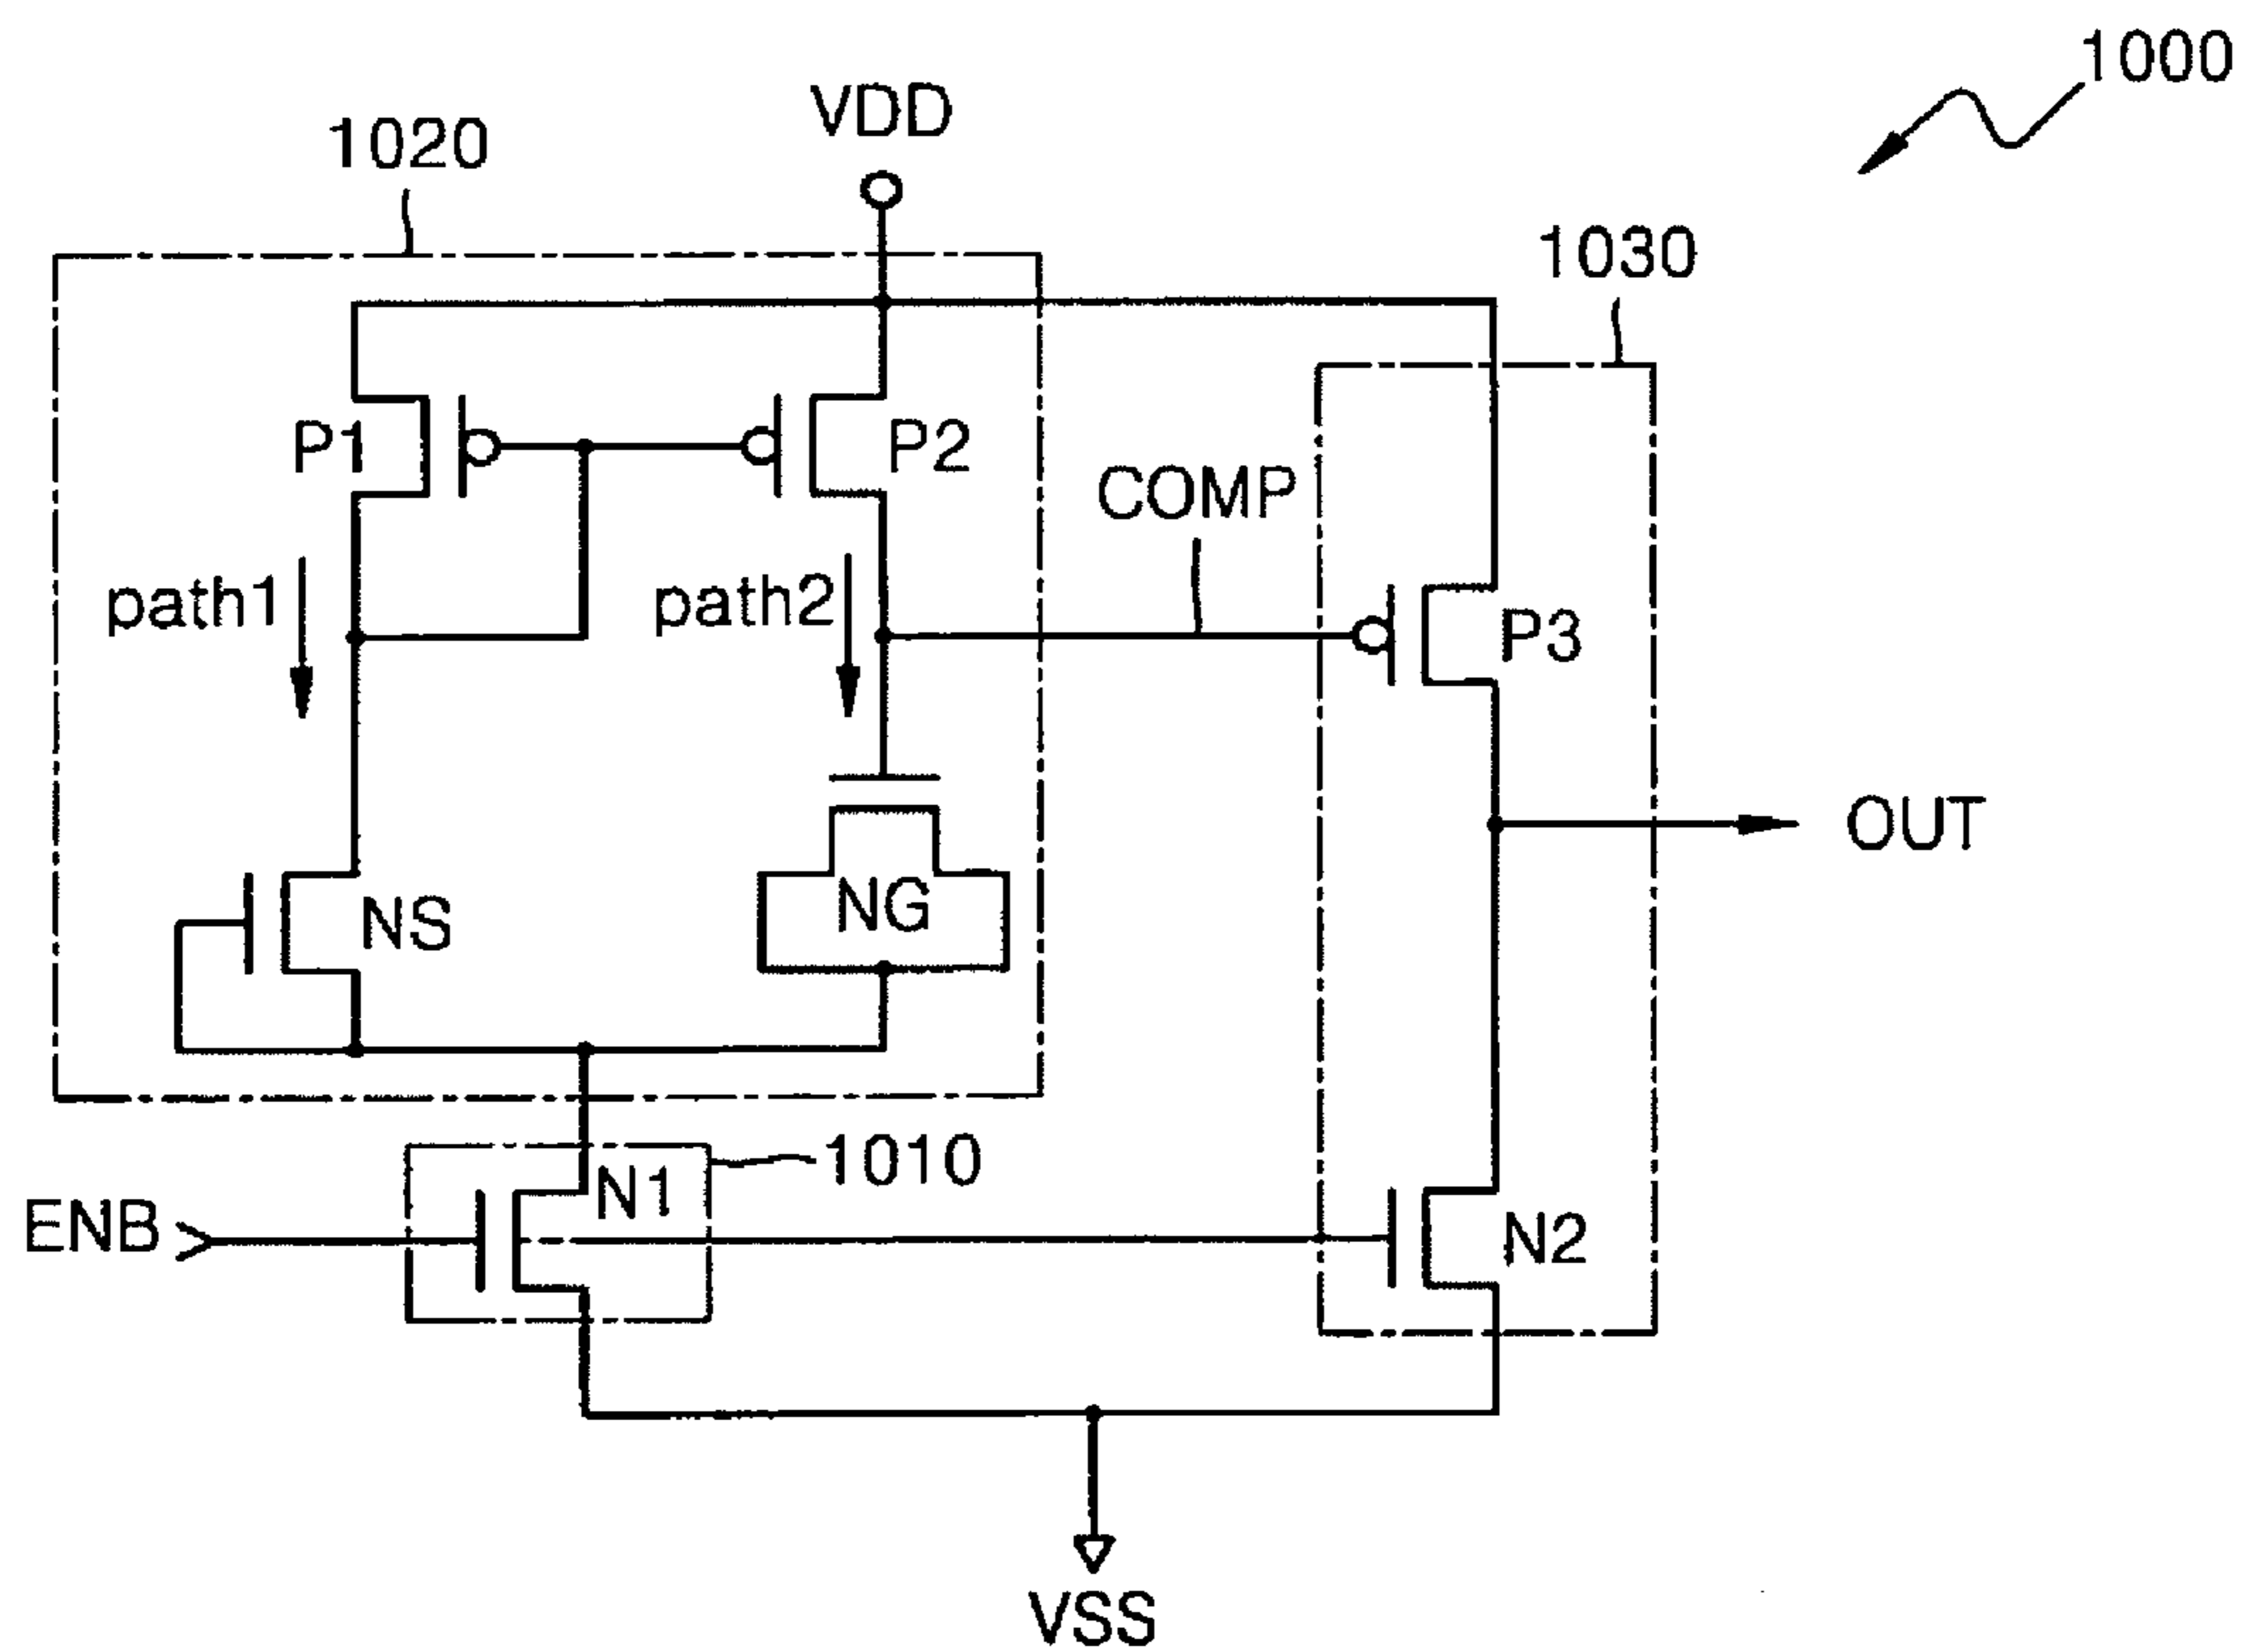 1000
VDD
1020
1030
P1
P2
COMP
path1
path2
P3
OUT
NS
NG
1010
N1
ENB
N2
VSS